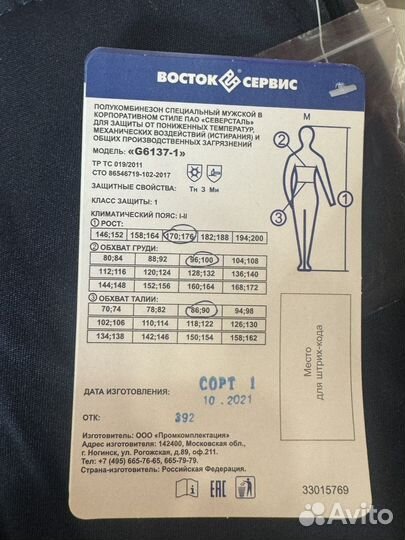 ВОСТОК СЕРВИС
ПОЛУКОМБИНЕЗОН СПЕЦИАЛЬНЫЙ МУЖСКОЙ В
КОРПОРАТИВНОМ СТИЛЕ ПАО «СЕВЕРСТАЛЬ»
ДЛЯ ЗАЩИТЫ ОТ ПОНИЖЕННЫХ ТЕМПЕРАТУР,
МЕХАНИЧЕСКИХ ВОЗДЕЙСТВИЙ (ИСТИРАНИЯ) И
ОБЩИХ ПРОИЗВОДСТВЕННЫХ ЗАГРЯЗНЕНИЙ
МОДЕЛЬ: «G6137-1»
ТР ТС 019/2011
СТО 86546719-102-2017
ЗАЩИТНЫЕ СВОЙСТВА: Тн З Ми
КЛАСС ЗАЩИТЫ: 1
КЛИМАТИЧЕСКИЙ ПОЯС: I-II
М
2
1
3
1 РОСТ:
146;152 158;164 170;176 182;188 194;200
2 ОБХВАТ ГРУДИ:
80;84 88;92 96;100 104;108
112;116 120;124 128;132 136;140
144;148 152;156 160;164 168;172
3 ОБХВАТ ТАЛИИ:
70;74 78;82 86;90 94;98
102;106 110;114 118;122 126;130
134;138 142;146 150;154 158;162
Место
для штрих-кода
СОРТ 1
ДАТА ИЗГОТОВЛЕНИЯ: 10.2021
ОТК: 392
Изготовитель: ООО «Промкомплектация»
Адрес изготовителя: 142400, Московская обл.,
г. Ногинск, ул. Рогожская, д.89, оф.211.
Тел: +7 (495) 665-76-65, 665-79-79.
Страна-изготовитель: Российская Федерация.
EAC
33015769
Avito